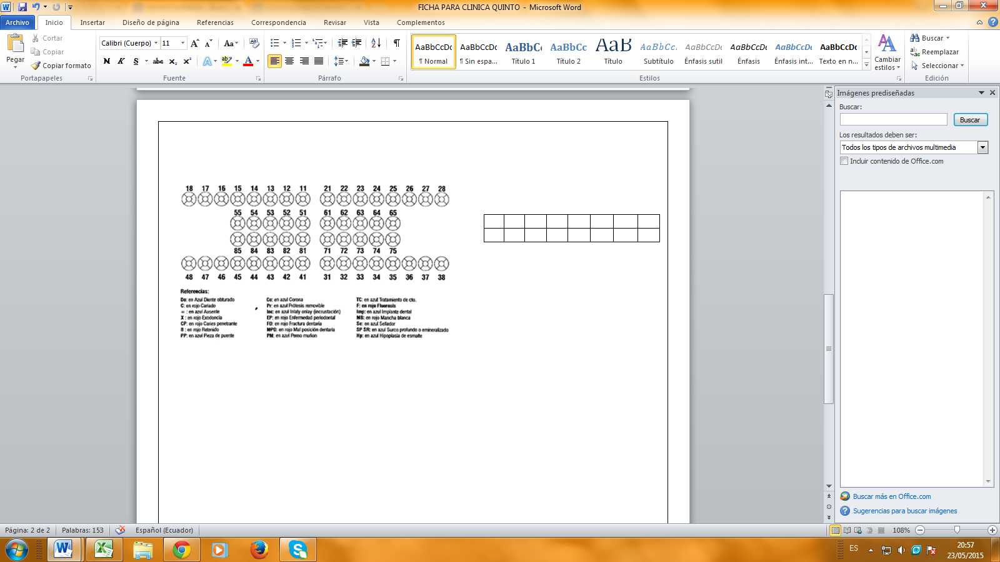 FICHA PARA CLINICA QUINTO - Microsoft Word
Archivo Inicio Insertar Diseño de página Referencias Correspondencia Revisar Vista Complementos
Pegar
Cortar
Copiar
Copiar formato
Portapapeles
Calibri (Cuerpo) 11
N K S abc x₂ x²
Fuente
Párrafo
AaBbCcDc AaBbCcDc AaBbC AaBbCc AaB AaBbCc. AaBbCcDc AaBbCcDc AaBbCcDc AaBbCcDc
¶ Normal ¶ Sin espa... Título 1 Título 2 Título Subtítulo Énfasis sutil Énfasis Énfasis int... Texto en n...
Cambiar estilos
Estilos
Buscar
Reemplazar
Seleccionar
Edición
18 17 16 15 14 13 12 11 21 22 23 24 25 26 27 28
55 54 53 52 51 61 62 63 64 65
85 84 83 82 81 71 72 73 74 75
48 47 46 45 44 43 42 41 31 32 33 34 35 36 37 38
Referencias:
Do: en Azul Diente obturado
C: en rojo Cariado
= : en azul Ausente
X : en rojo Exodoncia
CP: en rojo Caries penetrante
R : en rojo Retenido
PP: en azul Pieza de puente
Co: en azul Corona
Pr: en azul Prótesis removible
Inc: en azul Inlaly onlay (incrustación)
EP: en rojo Enfermedad periodontal
FD: en rojo Fractura dentaria
MPD: en rojo Mal posición dentaria
PM: en azul Perno muñon
TC: en azul Tratamiento de cto.
F: en rojo Fluorosis
Imp: en azul Implante dental
MB: en rojo Mancha blanca
Se: en azul Sellador
SP SR: en azul Surco profundo o emineralizado
Hp: en azul Hipoplasia de esmalte
Imágenes prediseñadas
Buscar:
Buscar
Los resultados deben ser:
Todos los tipos de archivos multimedia
Incluir contenido de Office.com
Buscar más en Office.com
Sugerencias para buscar imágenes
Página: 2 de 2 Palabras: 153 Español (Ecuador) 108%
ES 20:57
23/05/2015